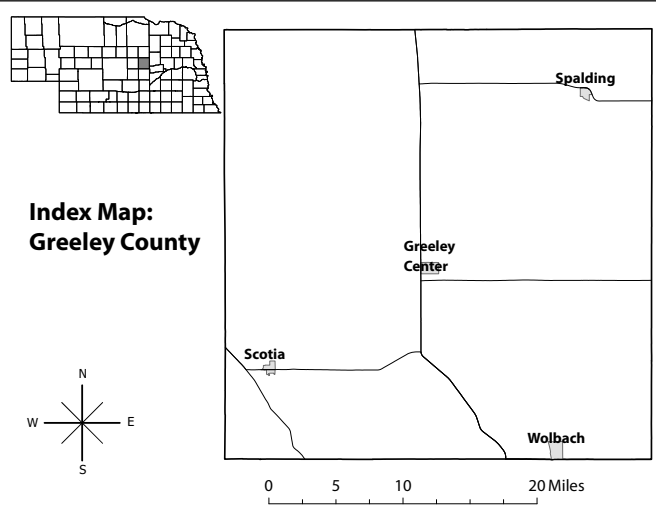 Spalding
Index Map:
Greeley County
Greeley
Center
Scotia
N
W
E
S
Wolbach
0 5 10 20 Miles